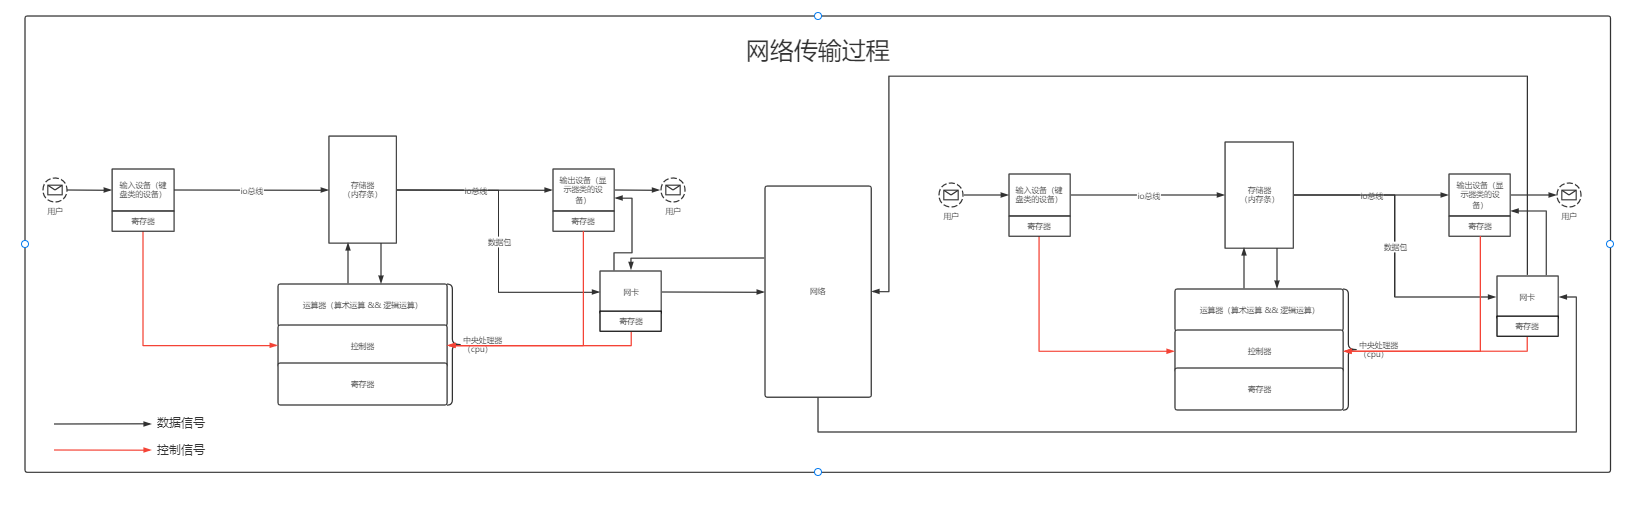 网络传输过程
用户
输入设备（键
盘类的设备）
寄存器
io总线
存储器
（内存条）
io总线
输出设备（显
示器类的设
备）
寄存器
用户
数据包
网卡
寄存器
运算器（算术运算 && 逻辑运算）
控制器
寄存器
中央处理器
（cpu）
网络
用户
输入设备（键
盘类的设备）
寄存器
io总线
存储器
（内存条）
io总线
输出设备（显
示器类的设
备）
寄存器
用户
数据包
网卡
寄存器
运算器（算术运算 && 逻辑运算）
控制器
寄存器
中央处理器
（cpu）
数据信号
控制信号